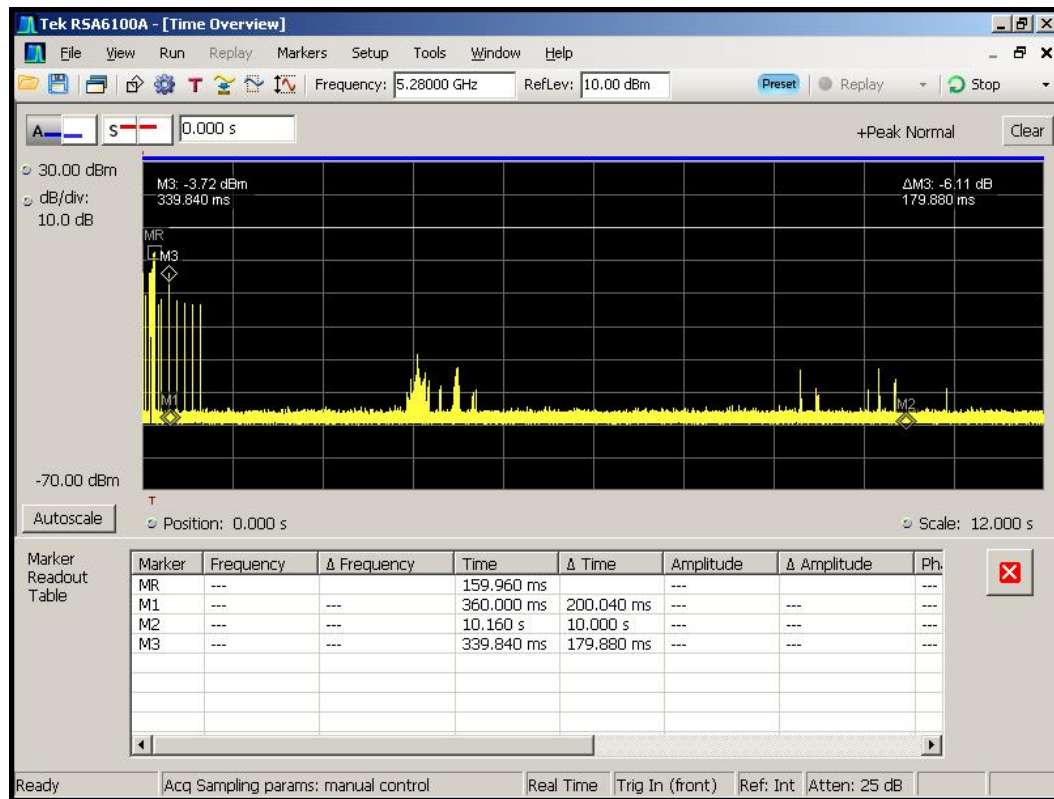 Tek RSA6100A - [Time Overview]
File View Run Replay Markers Setup Tools Window Help
T Frequency: 5.28000 GHz RefLev: 10.00 dBm Preset Replay Stop
A S 0.000 s +Peak Normal Clear
30.00 dBm
dB/div:
10.0 dB
M3: -3.72 dBm
339.840 ms
ΔM3: -6.11 dB
179.880 ms
MR
M3
M1
M2
-70.00 dBm
T
Autoscale Position: 0.000 s Scale: 12.000 s
Marker
Readout
Table
Marker Frequency Δ Frequency Time Δ Time Amplitude Δ Amplitude Ph
MR --- 159.960 ms --- ---
M1 --- --- 360.000 ms 200.040 ms --- --- ---
M2 --- --- 10.160 s 10.000 s --- --- ---
M3 --- --- 339.840 ms 179.880 ms --- --- ---
Ready Acq Sampling params: manual control Real Time Trig In (front) Ref: Int Atten: 25 dB